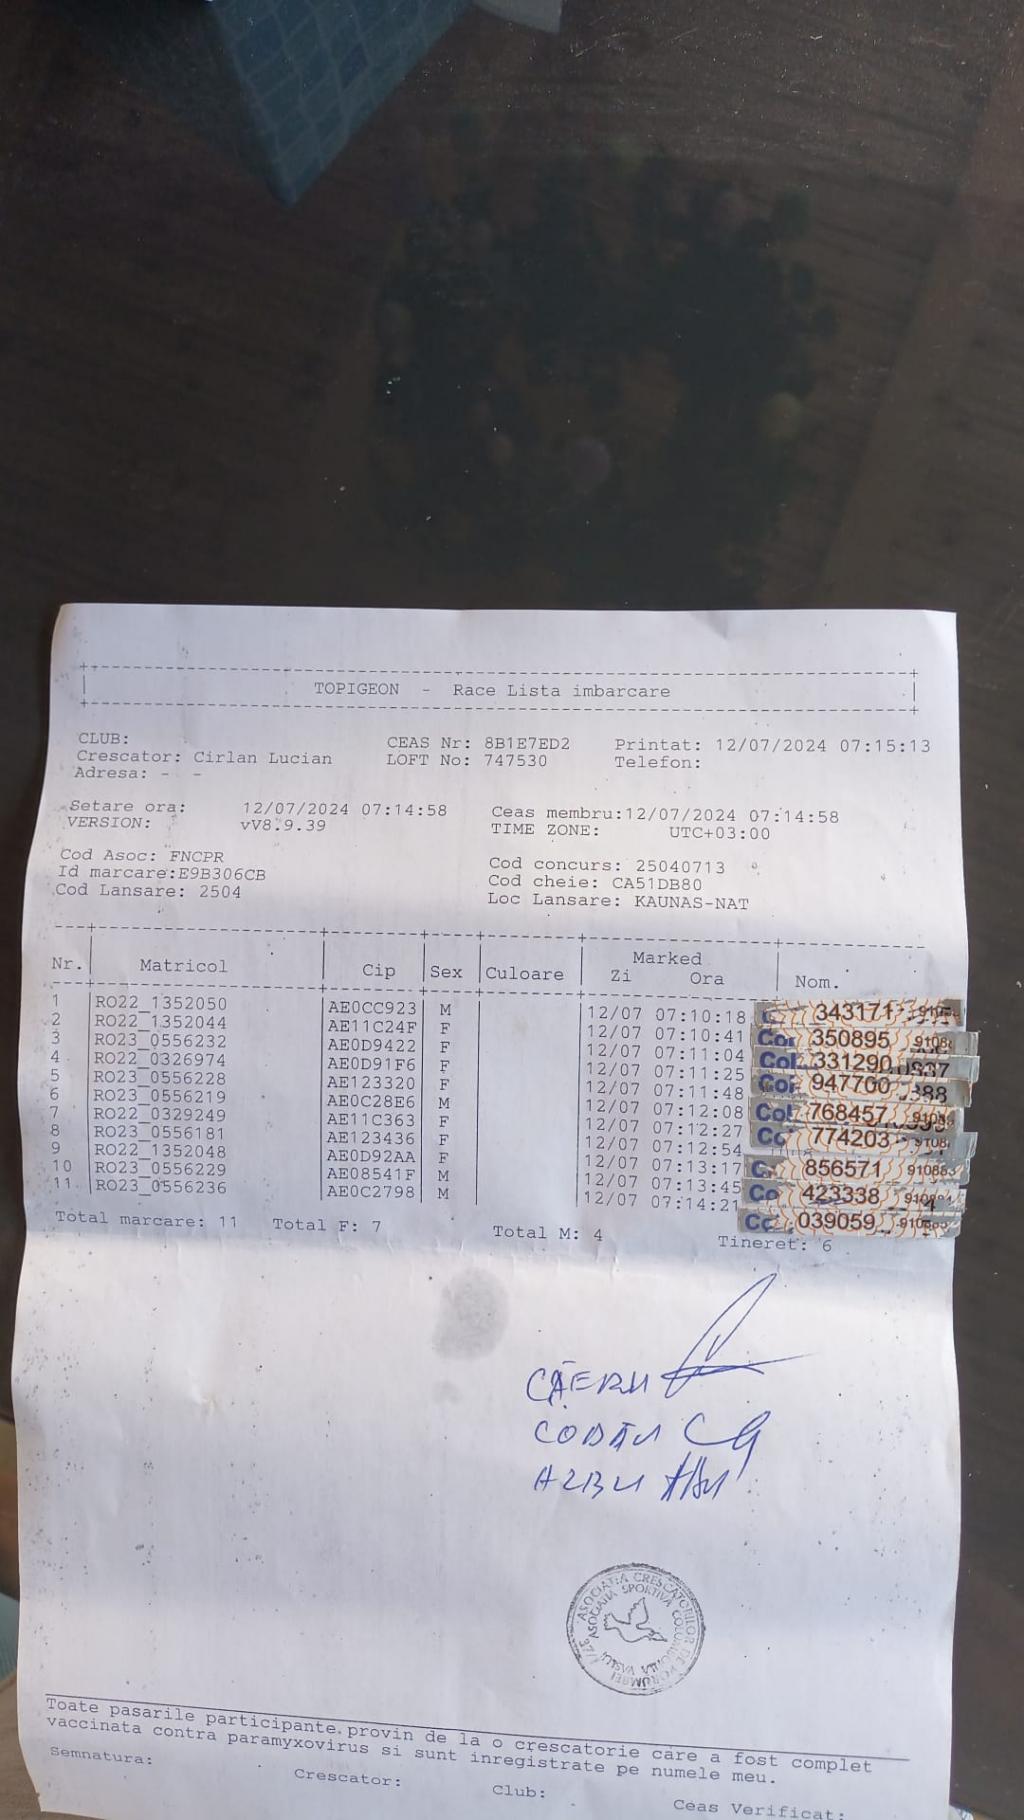 TOPIGEON - Race Lista imbarcare
CLUB: CEAS Nr: 8B1E7ED2 Printat: 12/07/2024 07:15:13
Crescator: Cirlan Lucian LOFT No: 747530 Telefon:
Adresa: - -
Setare ora: 12/07/2024 07:14:58 Ceas membru:12/07/2024 07:14:58
VERSION: vV8.9.39 TIME ZONE: UTC+03:00
Cod Asoc: FNCPR Cod concurs: 25040713
Id marcare:E9B306CB Cod cheie: CA51DB80
Cod Lansare: 2504 Loc Lansare: KAUNAS-NAT
Nr. Matricol Cip Sex Culoare Marked Zi Ora Nom.
1 RO22_1352050 AE0CC923 M 12/07 07:10:18 343171
2 RO22_1352044 AE11C24F F 12/07 07:10:41 350895
3 RO23_0556232 AE0D9422 F 12/07 07:11:04 331290
4 RO22_0326974 AE0D91F6 F 12/07 07:11:25 947700
5 RO23_0556228 AE123320 F 12/07 07:11:48 768457
6 RO23_0556219 AE0C28E6 M 12/07 07:12:08 774203
7 RO22_0329249 AE11C363 F 12/07 07:12:27
8 RO23_0556181 AE123436 F 12/07 07:12:54 856571
9 RO22_1352048 AE0D92AA F 12/07 07:13:17 423338
10 RO23_0556229 AE08541F M 12/07 07:13:45 039059
11 RO23_0556236 AE0C2798 M 12/07 07:14:21
Total marcare: 11 Total F: 7 Total M: 4 Tineret: 6
ASOCIATIA CRESCATORILOR DE PORUMBEI
ASOCIATIA SPORTIVA COLUMBOFILA VASLUI
Toate pasarile participante provin de la o crescatorie care a fost complet
vaccinata contra paramyxovirus si sunt inregistrate pe numele meu.
Semnatura: Crescator: Club: Ceas Verificat: